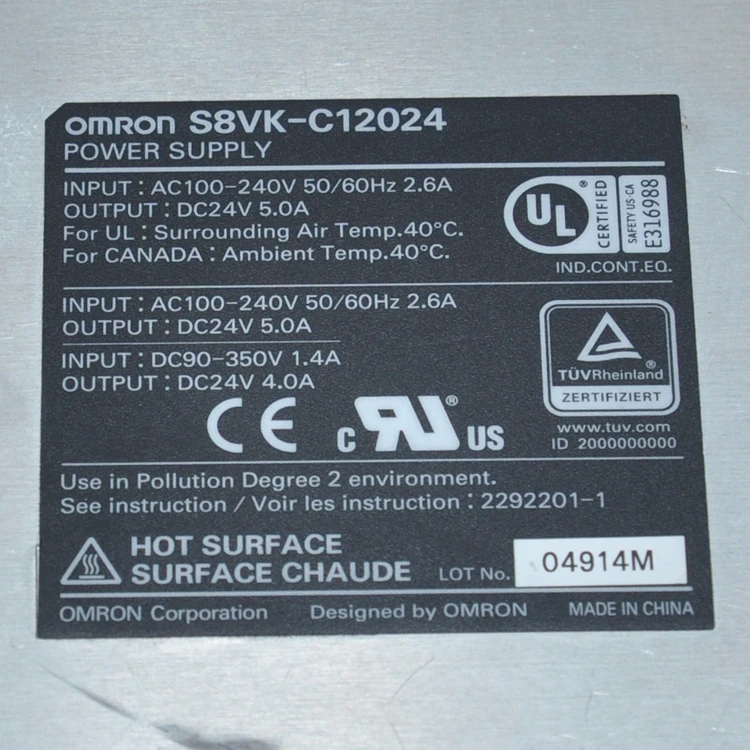 OMRON S8VK-C12024
POWER SUPPLY
INPUT : AC100-240V 50/60Hz 2.6A
OUTPUT : DC24V 5.0A
For UL : Surrounding Air Temp.40°C.
For CANADA : Ambient Temp.40°C.
UL ® CERTIFIED
SAFETY US-CA
E316988
IND.CONT.EQ.
INPUT : AC100-240V 50/60Hz 2.6A
OUTPUT : DC24V 5.0A
INPUT : DC90-350V 1.4A
OUTPUT : DC24V 4.0A
TÜVRheinland ®
ZERTIFIZIERT
www.tuv.com
ID 2000000000
CE c RU ® US
Use in Pollution Degree 2 environment.
See instruction / Voir les instruction : 2292201-1
HOT SURFACE
SURFACE CHAUDE
LOT No. 04914M
OMRON Corporation Designed by OMRON MADE IN CHINA